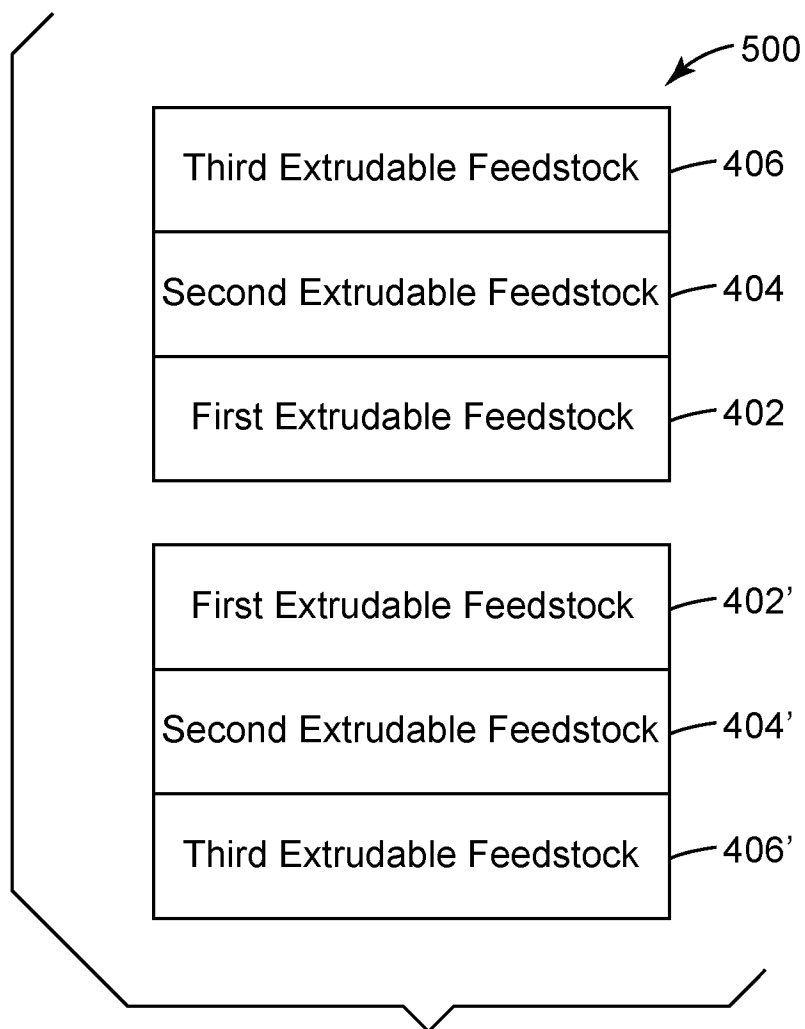 500
Third Extrudable Feedstock 406
Second Extrudable Feedstock 404
First Extrudable Feedstock 402
First Extrudable Feedstock 402’
Second Extrudable Feedstock 404’
Third Extrudable Feedstock 406’